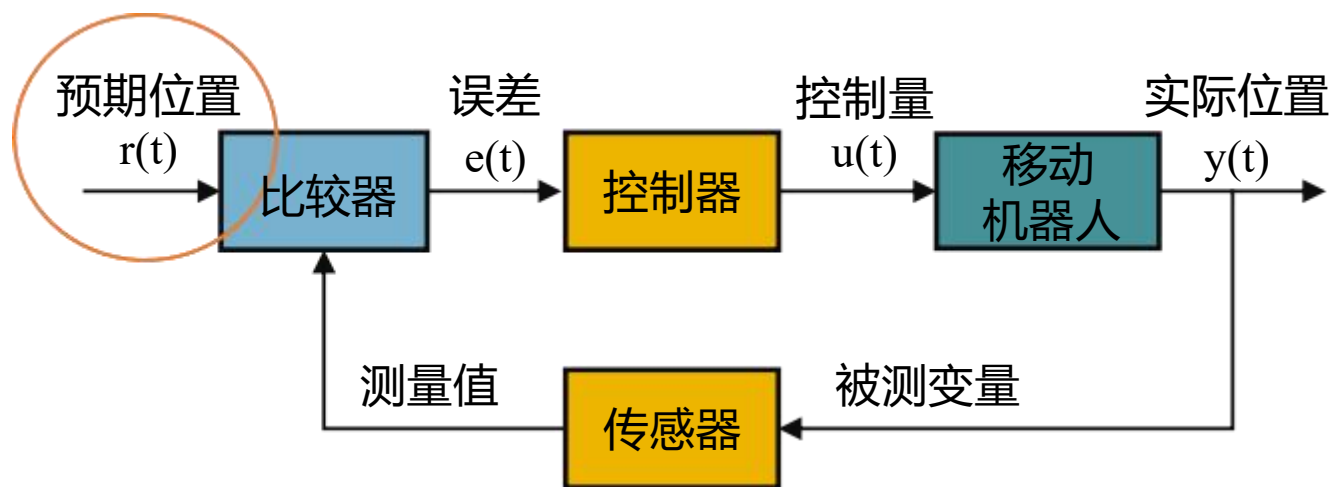 预期位置
r(t)
比较器
误差
e(t)
控制器
控制量
u(t)
移动
机器人
实际位置
y(t)
测量值
传感器
被测变量